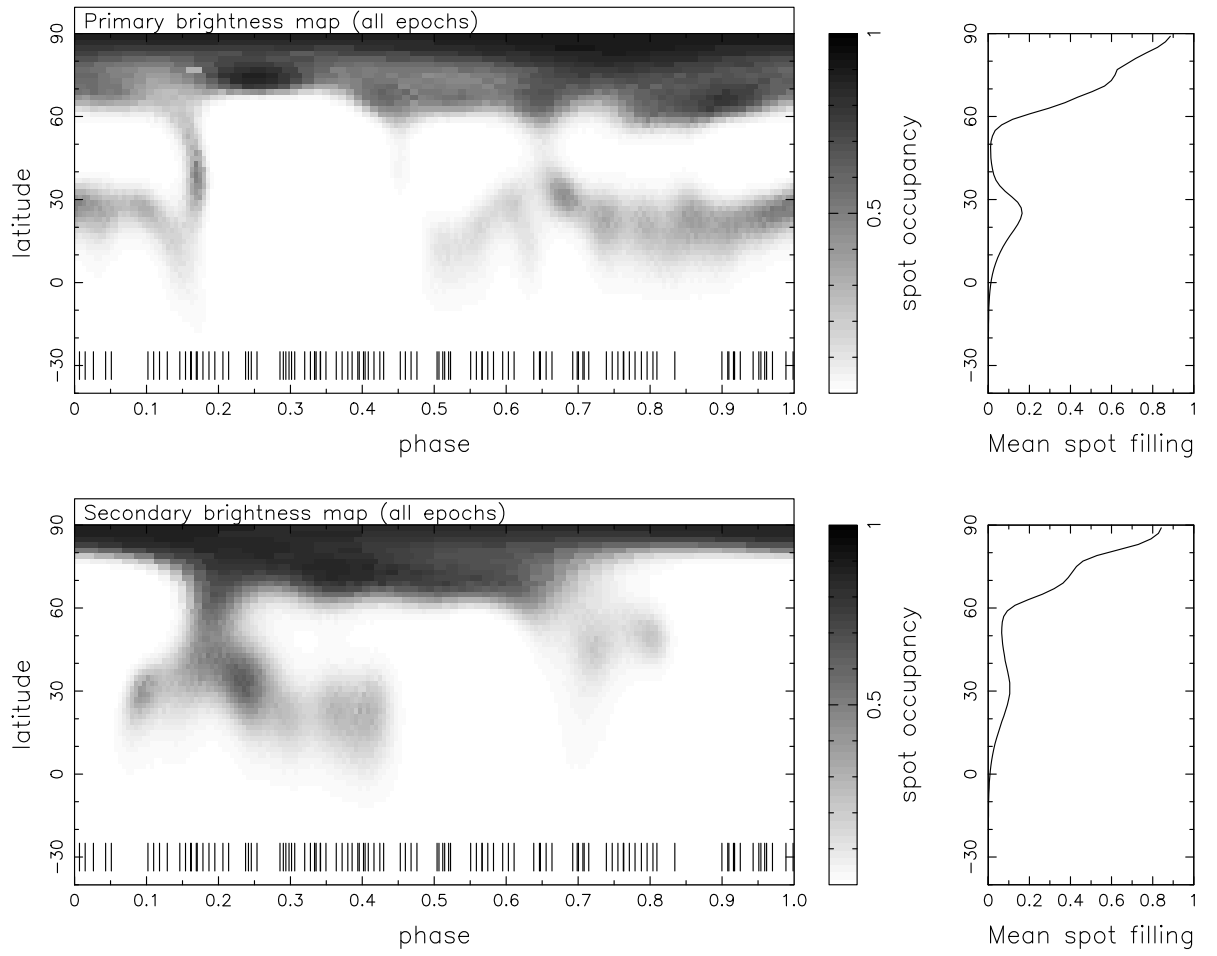 Primary brightness map (all epochs)
90
60
30
0
−30
latitude
0 0.1 0.2 0.3 0.4 0.5 0.6 0.7 0.8 0.9 1.0
phase
1
0.5
spot occupancy
90
60
30
0
−30
0 0.2 0.4 0.6 0.8 1
Mean spot filling
Secondary brightness map (all epochs)
90
60
30
0
−30
latitude
0 0.1 0.2 0.3 0.4 0.5 0.6 0.7 0.8 0.9 1.0
phase
1
0.5
spot occupancy
90
60
30
0
−30
0 0.2 0.4 0.6 0.8 1
Mean spot filling